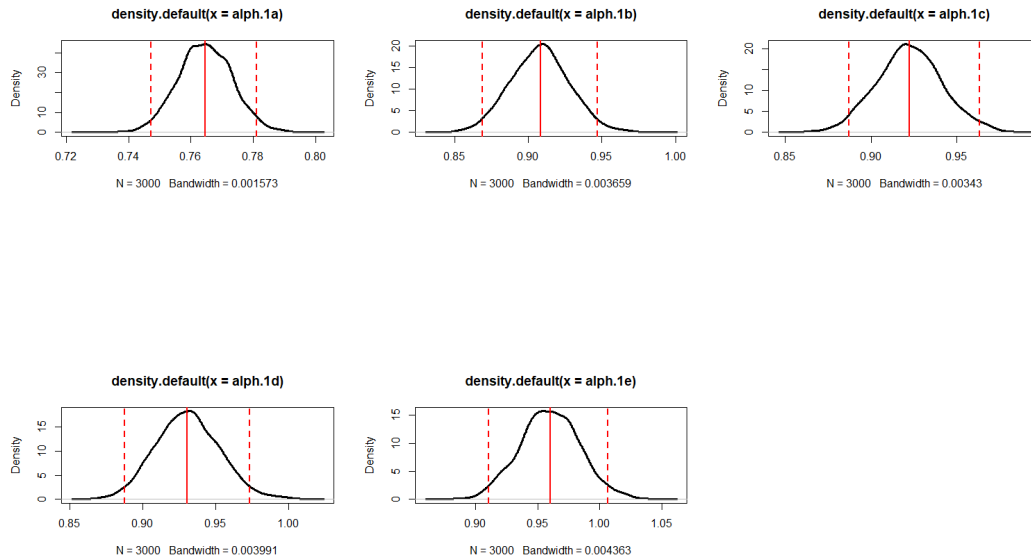 density.default(x = alph.1a)
Density
0 10 30
0.72 0.74 0.76 0.78 0.80
N = 3000 Bandwidth = 0.001573
density.default(x = alph.1b)
Density
0 5 10 15 20
0.85 0.90 0.95 1.00
N = 3000 Bandwidth = 0.003659
density.default(x = alph.1c)
Density
0 5 10 20
0.85 0.90 0.95
N = 3000 Bandwidth = 0.00343
density.default(x = alph.1d)
Density
0 5 10 15
0.85 0.90 0.95 1.00
N = 3000 Bandwidth = 0.003991
density.default(x = alph.1e)
Density
0 5 10 15
0.90 0.95 1.00 1.05
N = 3000 Bandwidth = 0.004363